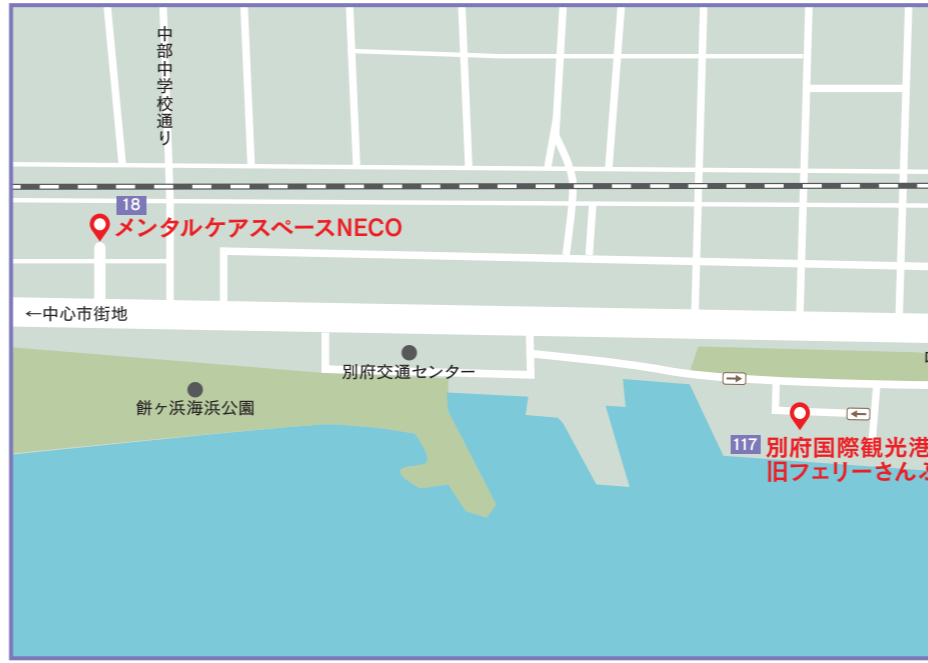 中部中学校通り
18
メンタルケアスペースNECO
←中心市街地
別府交通センター
餅ヶ浜海浜公園
117
別府国際観光港
旧フェリーさんふ